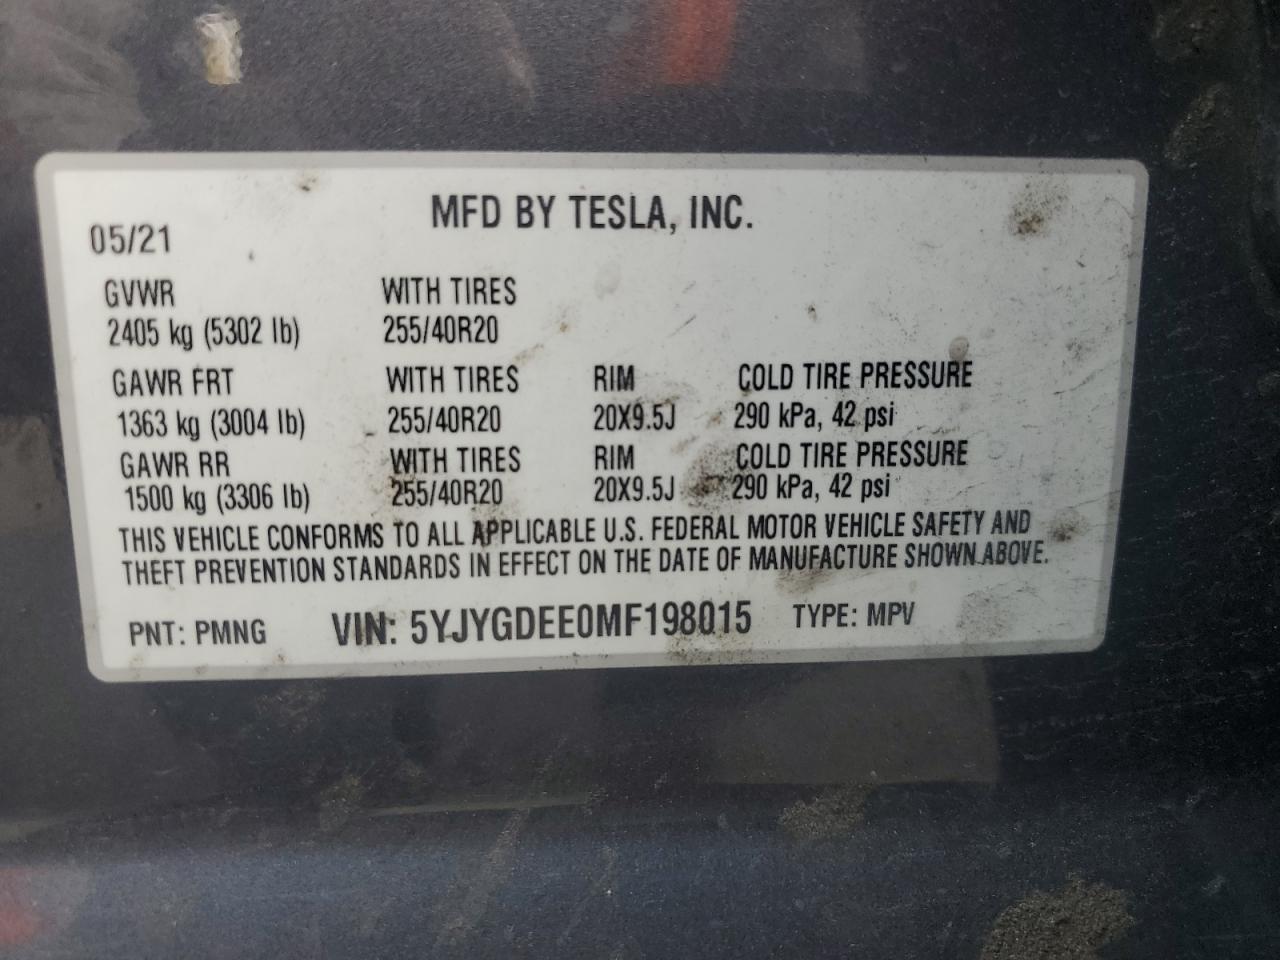 MFD BY TESLA, INC.
05/21
GVWR WITH TIRES
2405 kg (5302 lb) 255/40R20
GAWR FRT WITH TIRES RIM COLD TIRE PRESSURE
1363 kg (3004 lb) 255/40R20 20X9.5J 290 kPa, 42 psi
GAWR RR WITH TIRES RIM COLD TIRE PRESSURE
1500 kg (3306 lb) 255/40R20 20X9.5J 290 kPa, 42 psi
THIS VEHICLE CONFORMS TO ALL APPLICABLE U.S. FEDERAL MOTOR VEHICLE SAFETY AND
THEFT PREVENTION STANDARDS IN EFFECT ON THE DATE OF MANUFACTURE SHOWN ABOVE.
PNT: PMNG VIN: 5YJYGDEE0MF198015 TYPE: MPV